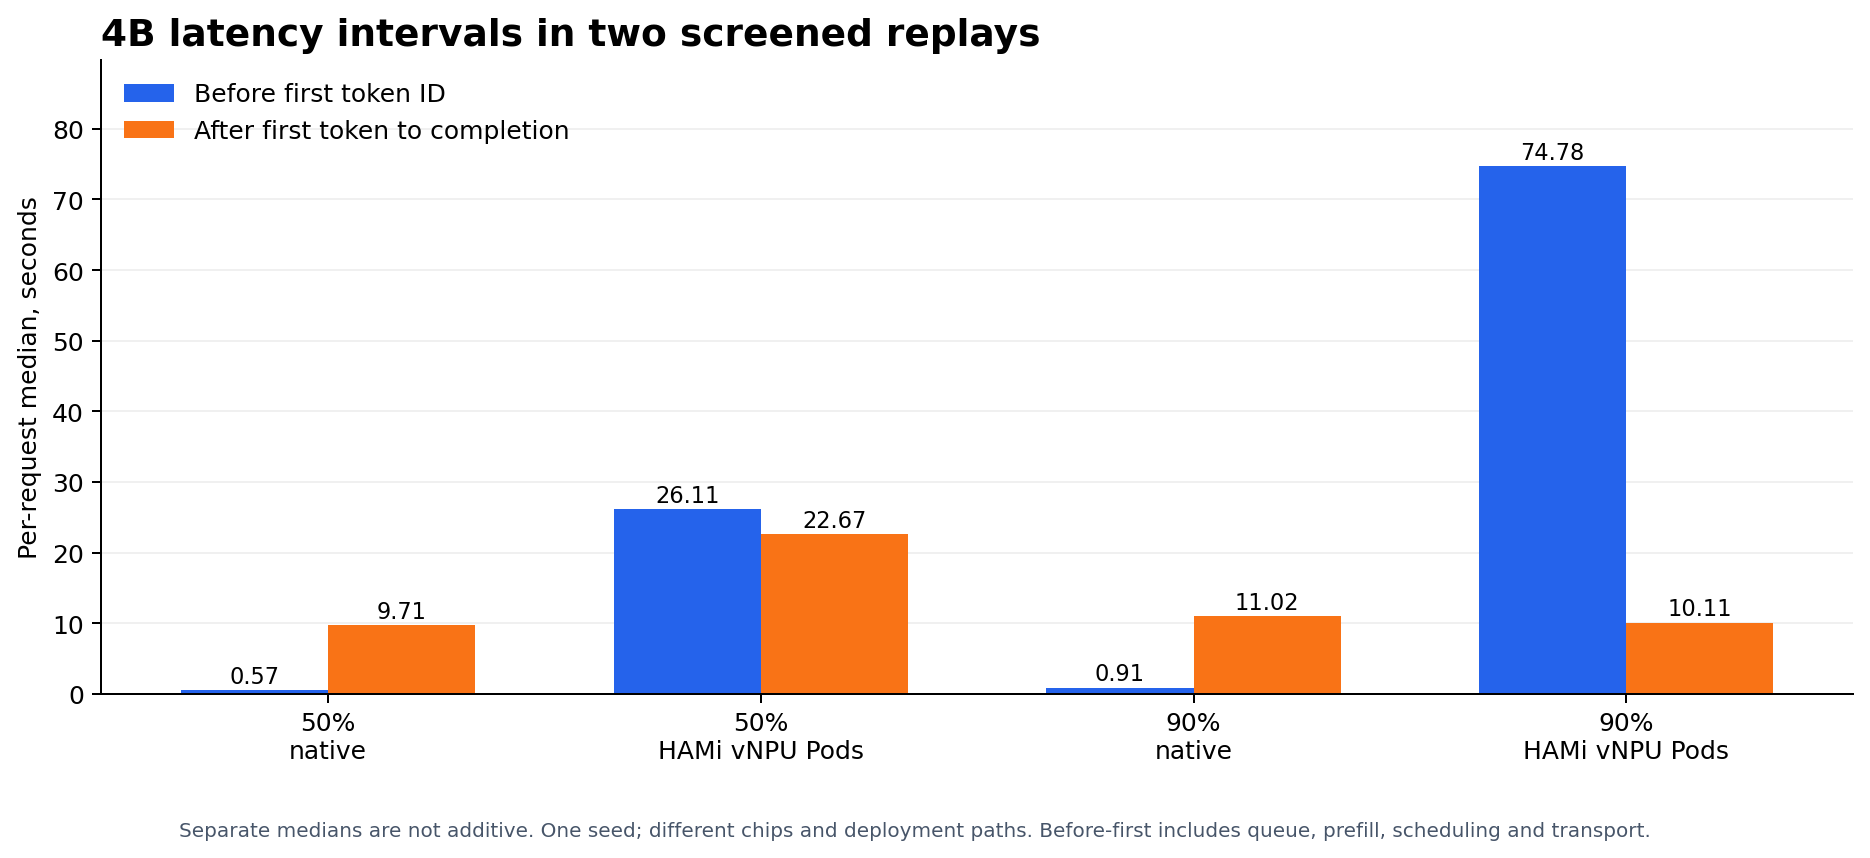 4B latency intervals in two screened replays
Before first token ID
After first token to completion
Per-request median, seconds
80
70
60
50
40
30
20
10
0
0.57
9.71
26.11
22.67
0.91
11.02
74.78
10.11
50%
native
50%
HAMi vNPU Pods
90%
native
90%
HAMi vNPU Pods
Separate medians are not additive. One seed; different chips and deployment paths. Before-first includes queue, prefill, scheduling and transport.